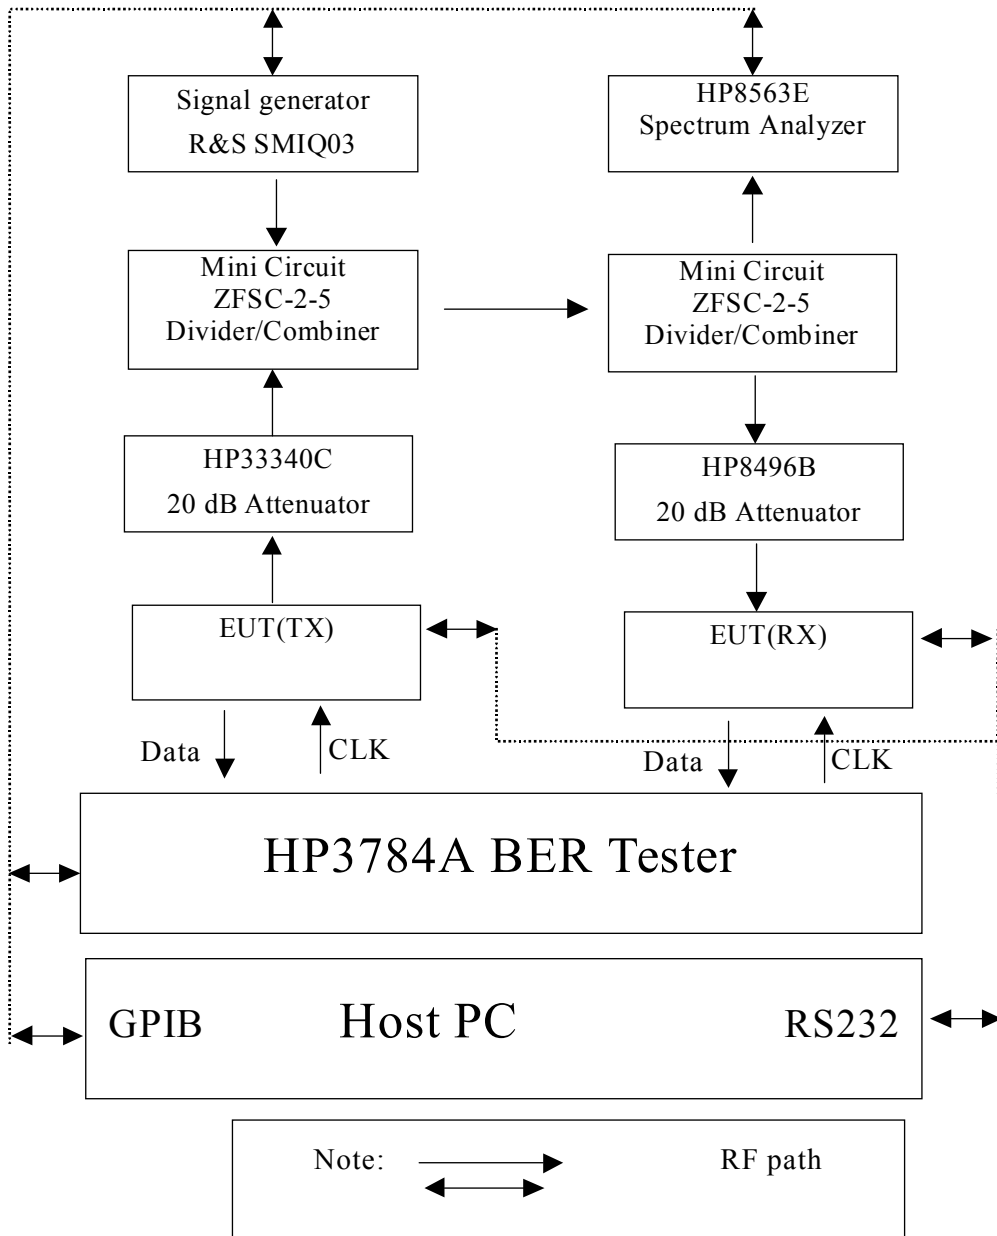 Signal generator
R&S SMIQ03
HP8563E
Spectrum Analyzer
Mini Circuit
ZFSC-2-5
Divider/Combiner
Mini Circuit
ZFSC-2-5
Divider/Combiner
HP33340C
20 dB Attenuator
HP8496B
20 dB Attenuator
EUT(TX)
EUT(RX)
Data
CLK
Data
CLK
HP3784A BER Tester
GPIB
Host PC
RS232
Note:
RF path